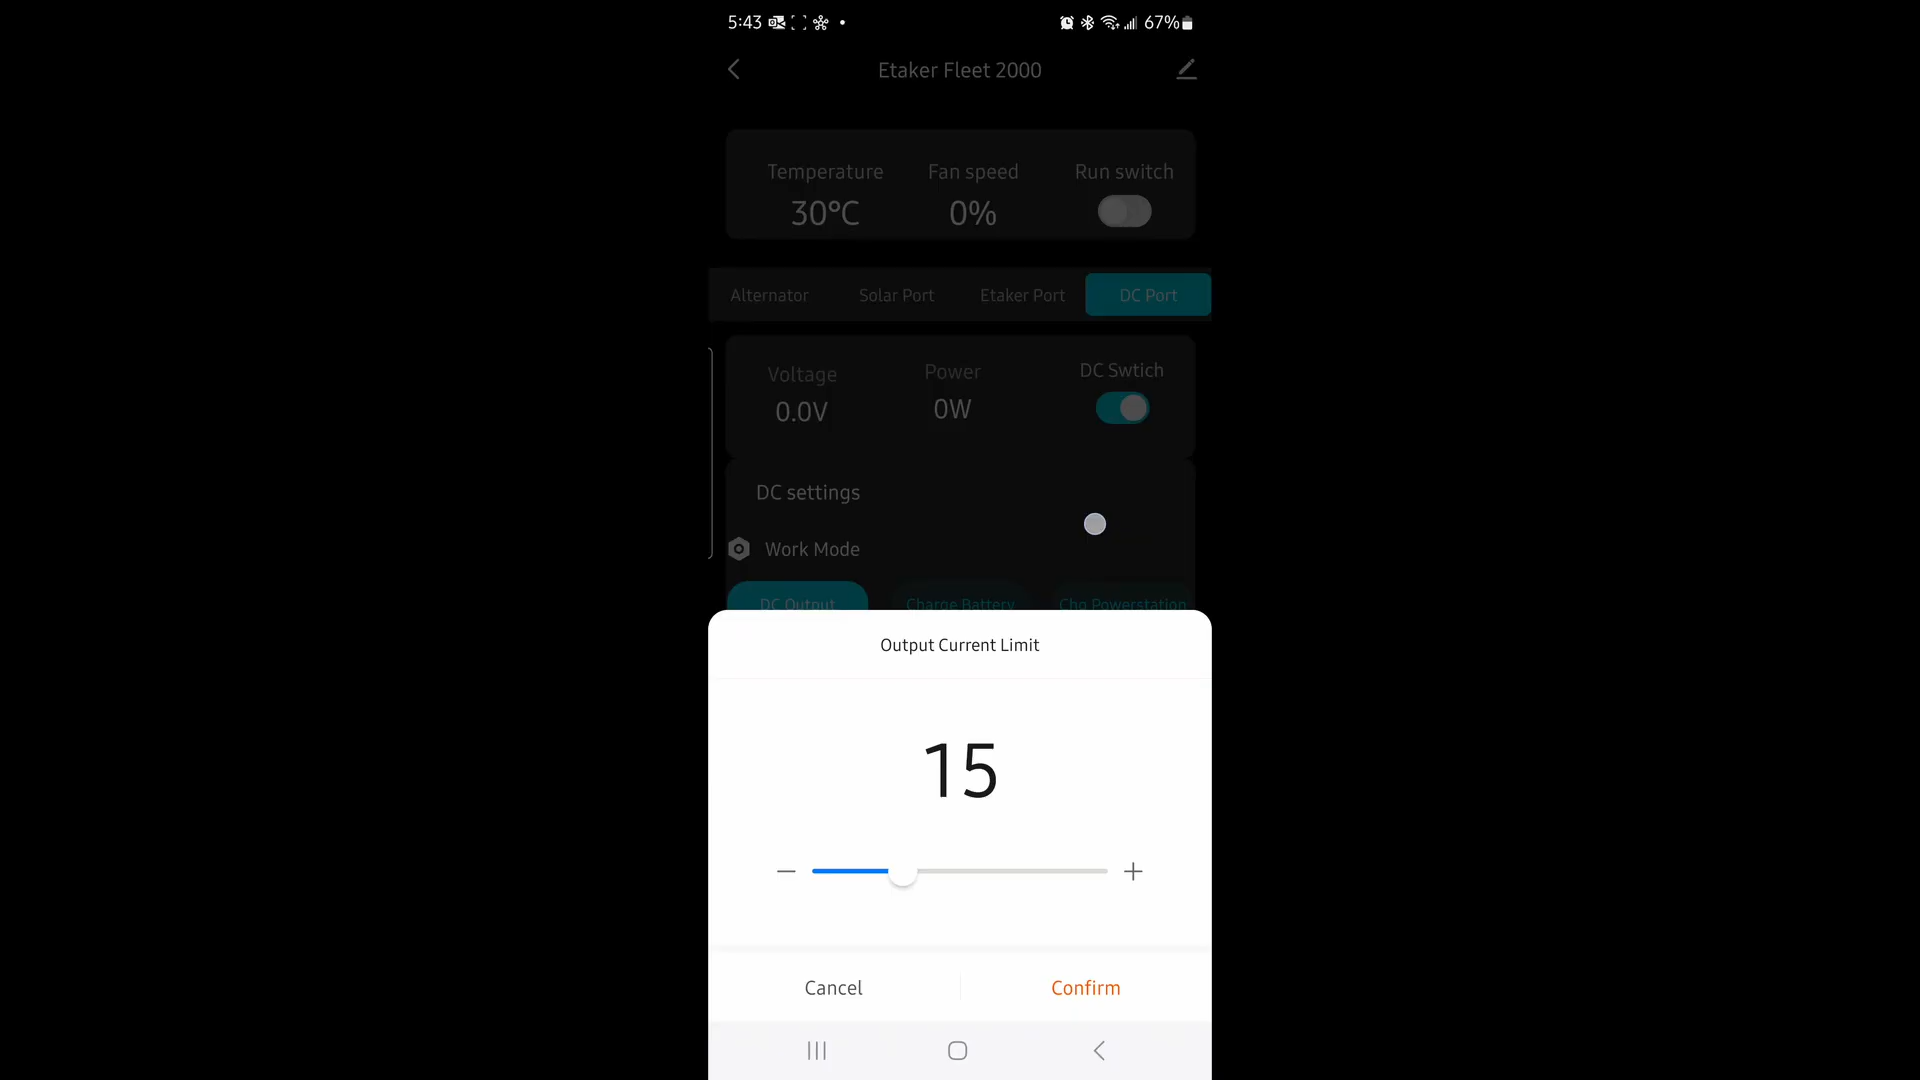 5:43 67%
Etaker Fleet 2000
Temperature Fan speed Run switch
30°C 0%
Alternator Solar Port Etaker Port DC Port
Voltage Power DC Swtich
0.0V 0W
DC settings
Work Mode
DC Output Charge Battery Chg Powerstation
Output Current Limit
15
Cancel Confirm